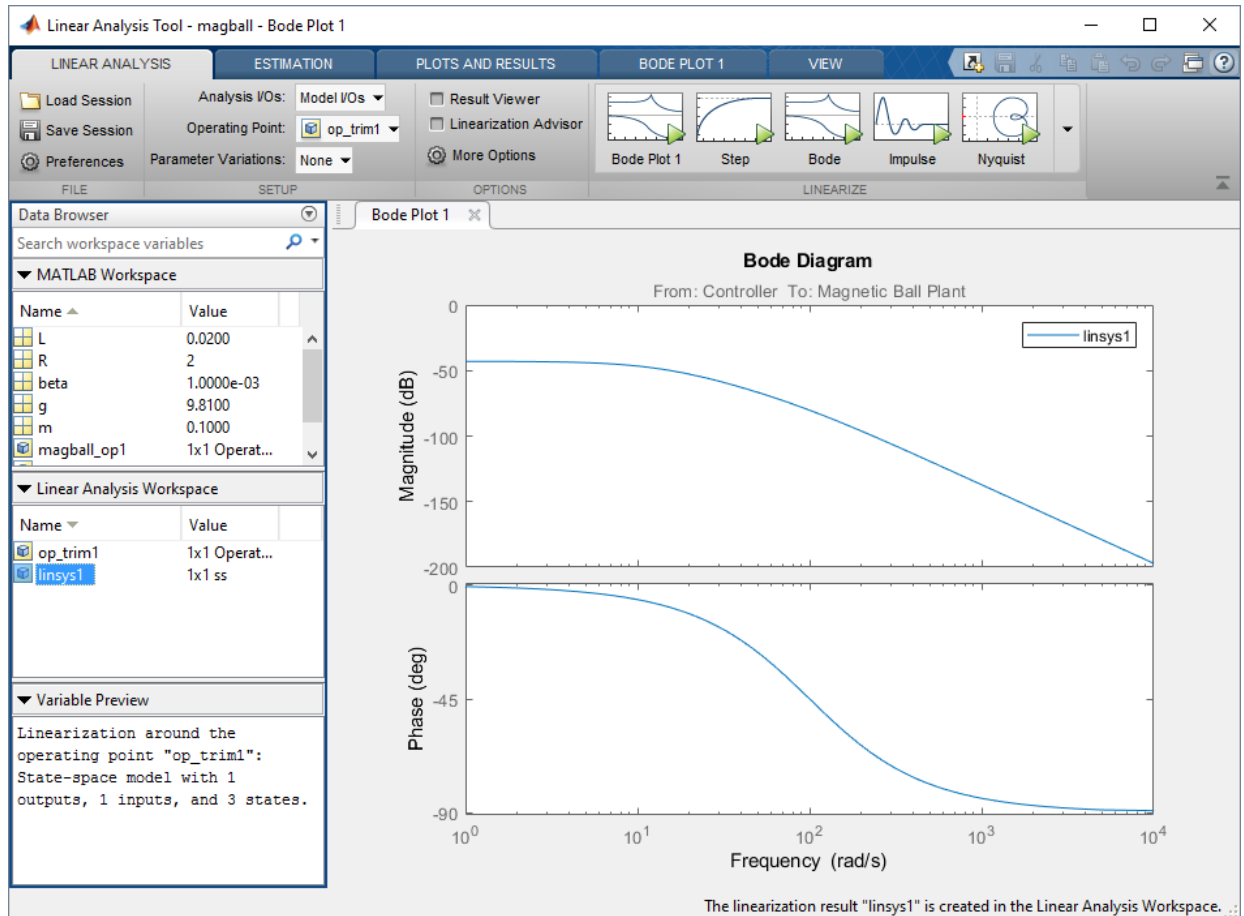 Linear Analysis Tool - magball - Bode Plot 1
LINEAR ANALYSIS ESTIMATION PLOTS AND RESULTS BODE PLOT 1 VIEW
Load Session
Save Session
Preferences
FILE
Analysis I/Os: Model I/Os
Operating Point: op_trim1
Parameter Variations: None
SETUP
Result Viewer
Linearization Advisor
More Options
OPTIONS
Bode Plot 1 Step Bode Impulse Nyquist
LINEARIZE
Data Browser
Search workspace variables
MATLAB Workspace
Name Value
L 0.0200
R 2
beta 1.0000e-03
g 9.8100
m 0.1000
magball_op1 1x1 Operat...
Linear Analysis Workspace
Name Value
op_trim1 1x1 Operat...
linsys1 1x1 ss
Variable Preview
Linearization around the
operating point "op_trim1":
State-space model with 1
outputs, 1 inputs, and 3 states.
Bode Plot 1
Bode Diagram
From: Controller To: Magnetic Ball Plant
linsys1
Magnitude (dB)
0
-50
-100
-150
-200
Phase (deg)
0
-45
-90
10^0 10^1 10^2 10^3 10^4
Frequency (rad/s)
The linearization result "linsys1" is created in the Linear Analysis Workspace.